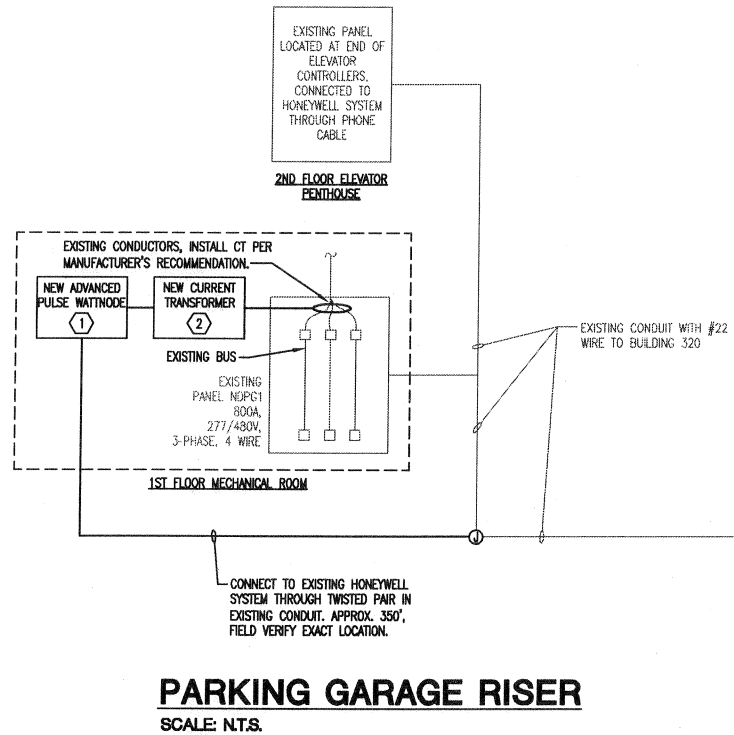 EXISTING PANEL
LOCATED AT END OF
ELEVATOR
CONTROLLERS,
CONNECTED TO
HONEYWELL SYSTEM
THROUGH PHONE
CABLE
2ND FLOOR ELEVATOR
PENTHOUSE
EXISTING CONDUCTORS, INSTALL CT PER
MANUFACTURER'S RECOMMENDATION.
NEW ADVANCED
PULSE WATTNODE
1
NEW CURRENT
TRANSFORMER
2
EXISTING BUS
EXISTING
PANEL NDPG1
800A,
277/480V,
3-PHASE, 4 WIRE
EXISTING CONDUIT WITH #22
WIRE TO BUILDING 320
1ST FLOOR MECHANICAL ROOM
J
CONNECT TO EXISTING HONEYWELL
SYSTEM THROUGH TWISTED PAIR IN
EXISTING CONDUIT. APPROX. 350',
FIELD VERIFY EXACT LOCATION.
PARKING GARAGE RISER
SCALE: N.T.S.